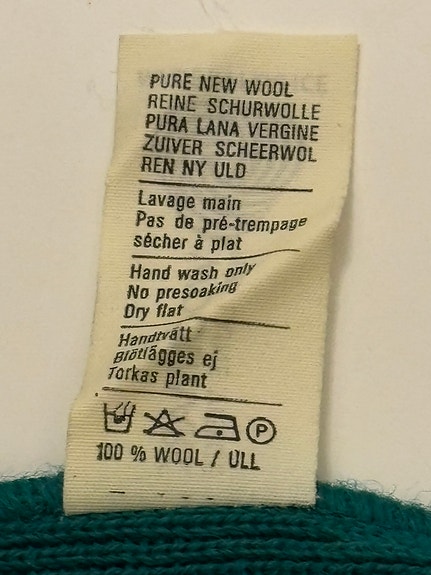 PURE NEW WOOL
REINE SCHURWOLLE
PURA LANA VERGINE
ZUIVER SCHEERWOL
REN NY ULD
Lavage main
Pas de pré-trempage
sécher à plat
Hand wash only
No presoaking
Dry flat
Handtvätt
Blötlägges ej
Torkas plant
P
100 % WOOL / ULL